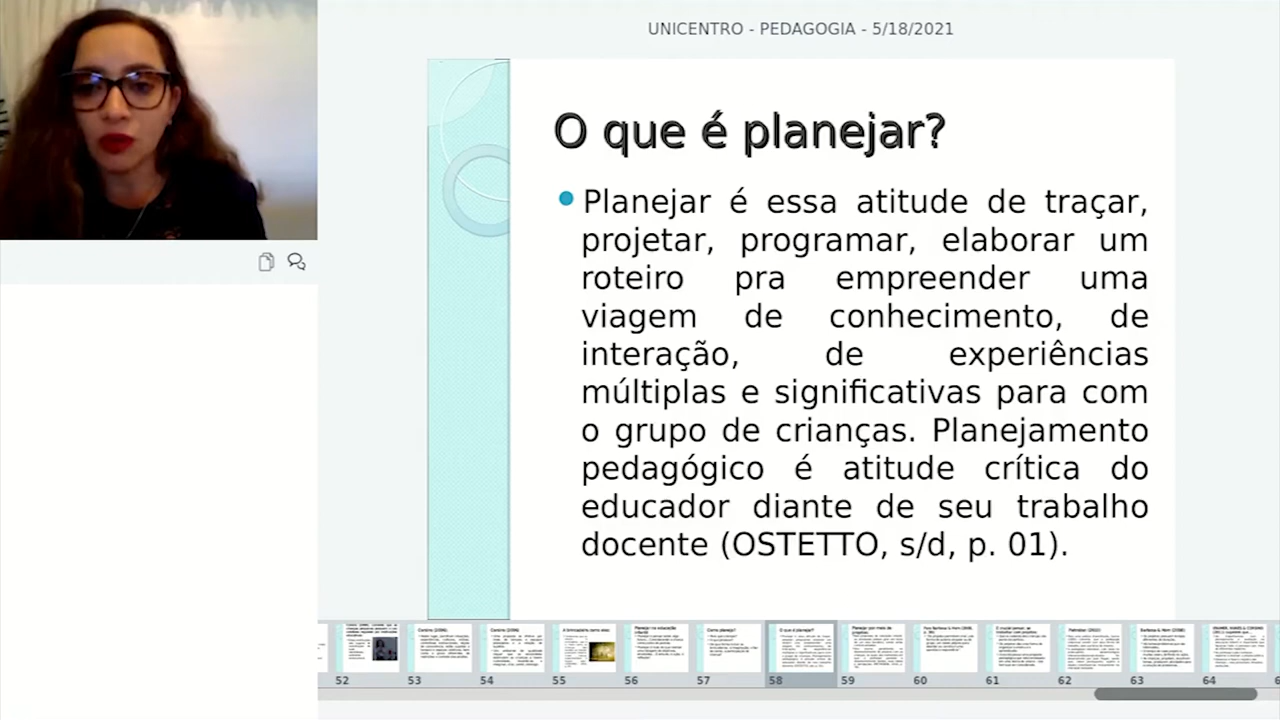 UNICENTRO - PEDAGOGIA - 5/18/2021
O que é planejar?
Planejar é essa atitude de traçar,
projetar, programar, elaborar um
roteiro pra empreender uma
viagem de conhecimento, de
interação, de experiências
múltiplas e significativas para com
o grupo de crianças. Planejamento
pedagógico é atitude crítica do
educador diante de seu trabalho
docente (OSTETTO, s/d, p. 01).
52 53 54 55 56 57 58 59 60 61 62 63 64